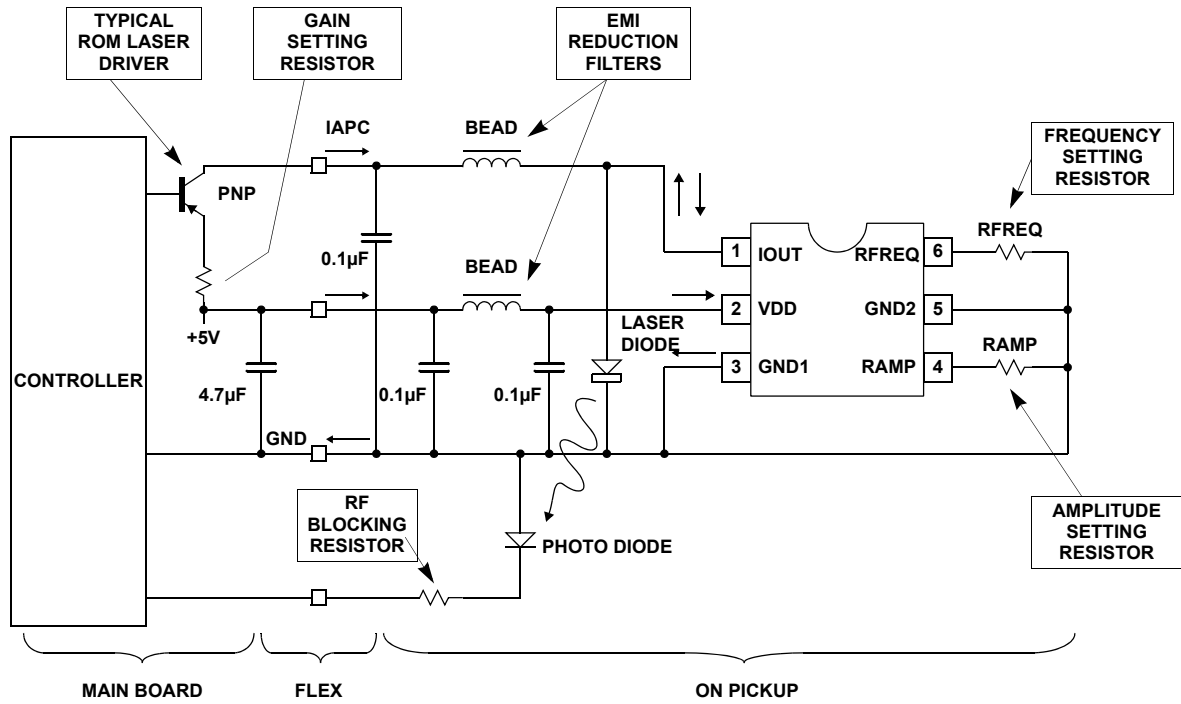 TYPICAL
ROM LASER
DRIVER
GAIN
SETTING
RESISTOR
EMI
REDUCTION
FILTERS
IAPC
BEAD
FREQUENCY
SETTING
RESISTOR
PNP
0.1µF
BEAD
1
IOUT
RFREQ
6
RFREQ
2
VDD
GND2
5
3
GND1
RAMP
4
RAMP
+5V
LASER
DIODE
CONTROLLER
4.7µF
0.1µF
0.1µF
GND
RF
BLOCKING
RESISTOR
PHOTO DIODE
AMPLITUDE
SETTING
RESISTOR
MAIN BOARD
FLEX
ON PICKUP